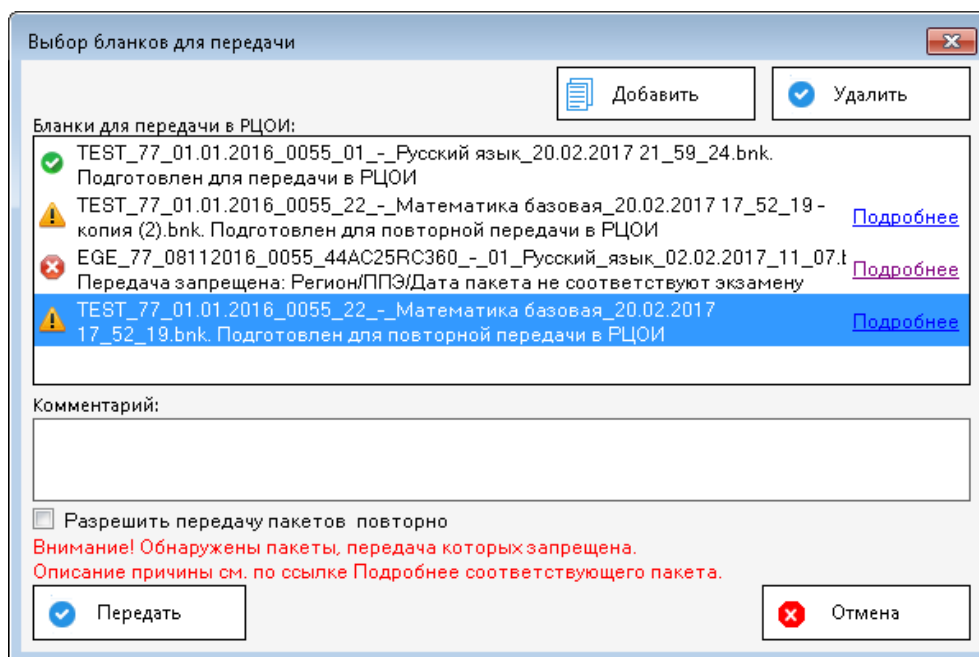 Выбор бланков для передачи
Добавить
Удалить
Бланки для передачи в РЦОИ:
TEST_77_01.01.2016_0055_01_-_Русский язык_20.02.2017 21_59_24.bnk.
Подготовлен для передачи в РЦОИ
TEST_77_01.01.2016_0055_22_-_Математика базовая_20.02.2017 17_52_19 -
копия (2).bnk. Подготовлен для повторной передачи в РЦОИ
Подробнее
EGE_77_08112016_0055_44AC25RC360_-_01_Русский_язык_02.02.2017_11_07.b
Передача запрещена: Регион/ППЭ/Дата пакета не соответствуют экзамену
Подробнее
TEST_77_01.01.2016_0055_22_-_Математика базовая_20.02.2017
17_52_19.bnk. Подготовлен для повторной передачи в РЦОИ
Подробнее
Комментарий:
Разрешить передачу пакетов  повторно
Внимание! Обнаружены пакеты, передача которых запрещена.
Описание причины см. по ссылке Подробнее соответствующего пакета.
Передать
Отмена